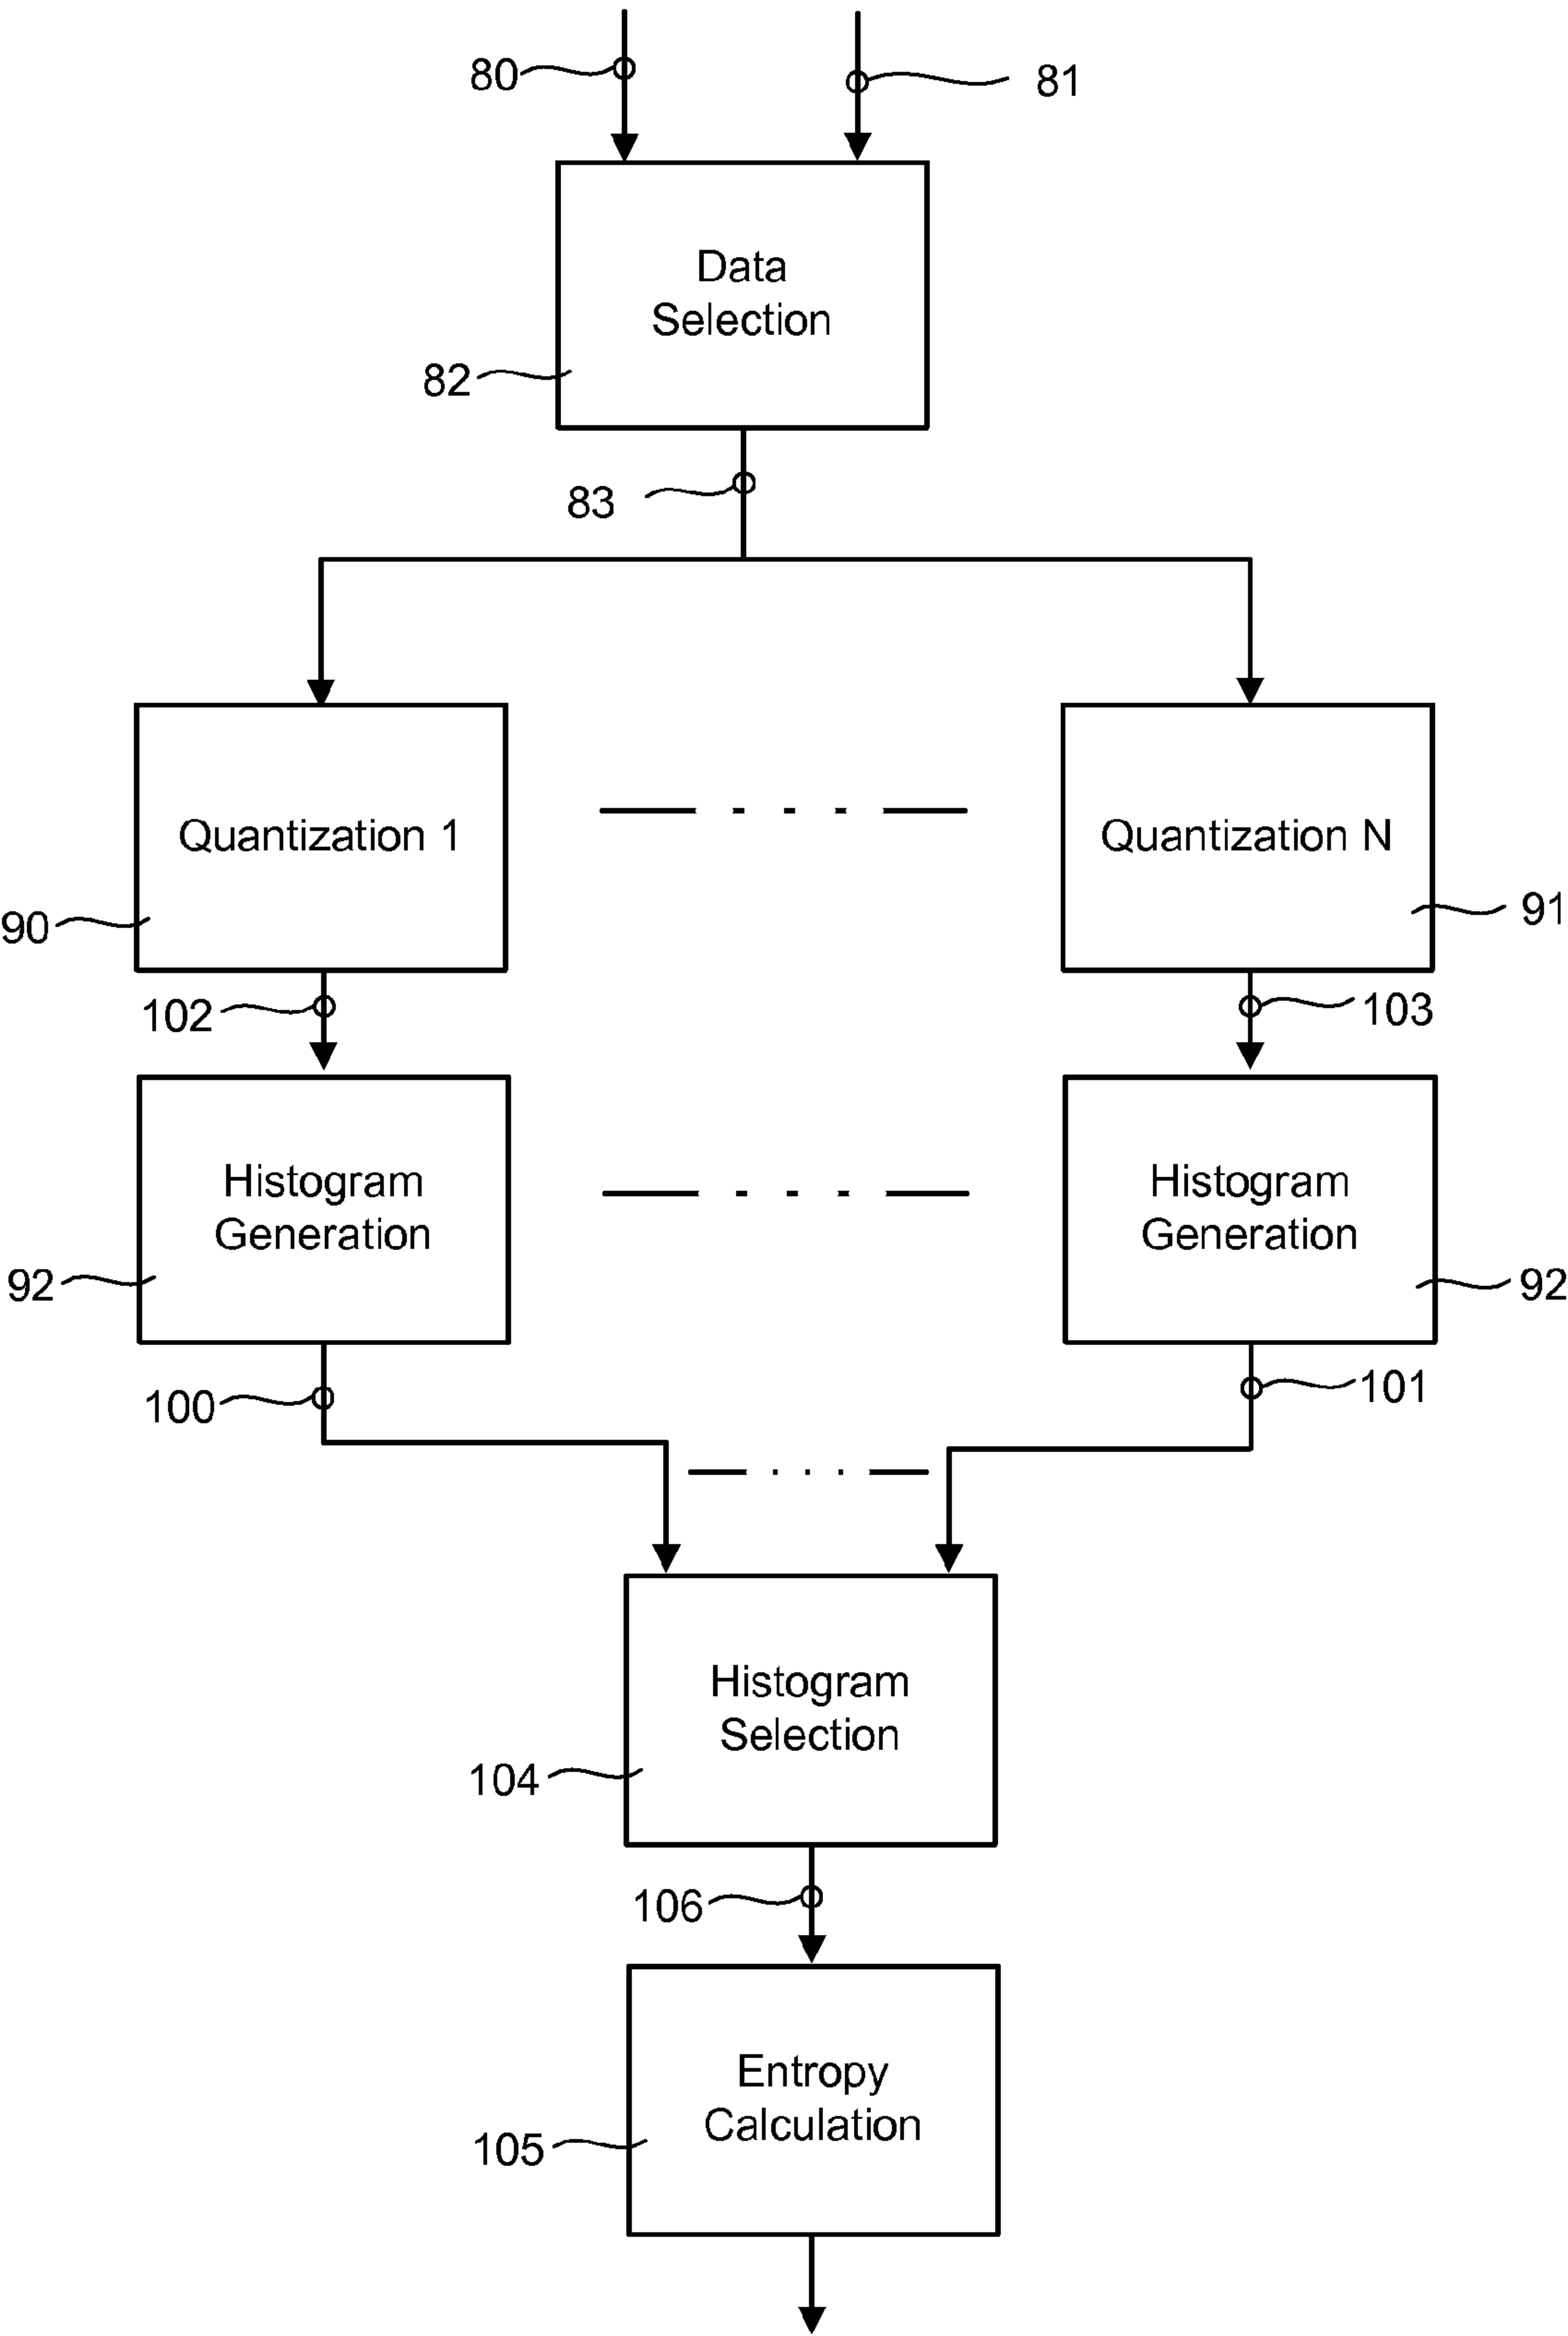 80
81
Data
Selection
82
83
Quantization 1
Quantization N
90
91
102
103
Histogram
Generation
Histogram
Generation
92
92
100
101
Histogram
Selection
104
106
Entropy
Calculation
105